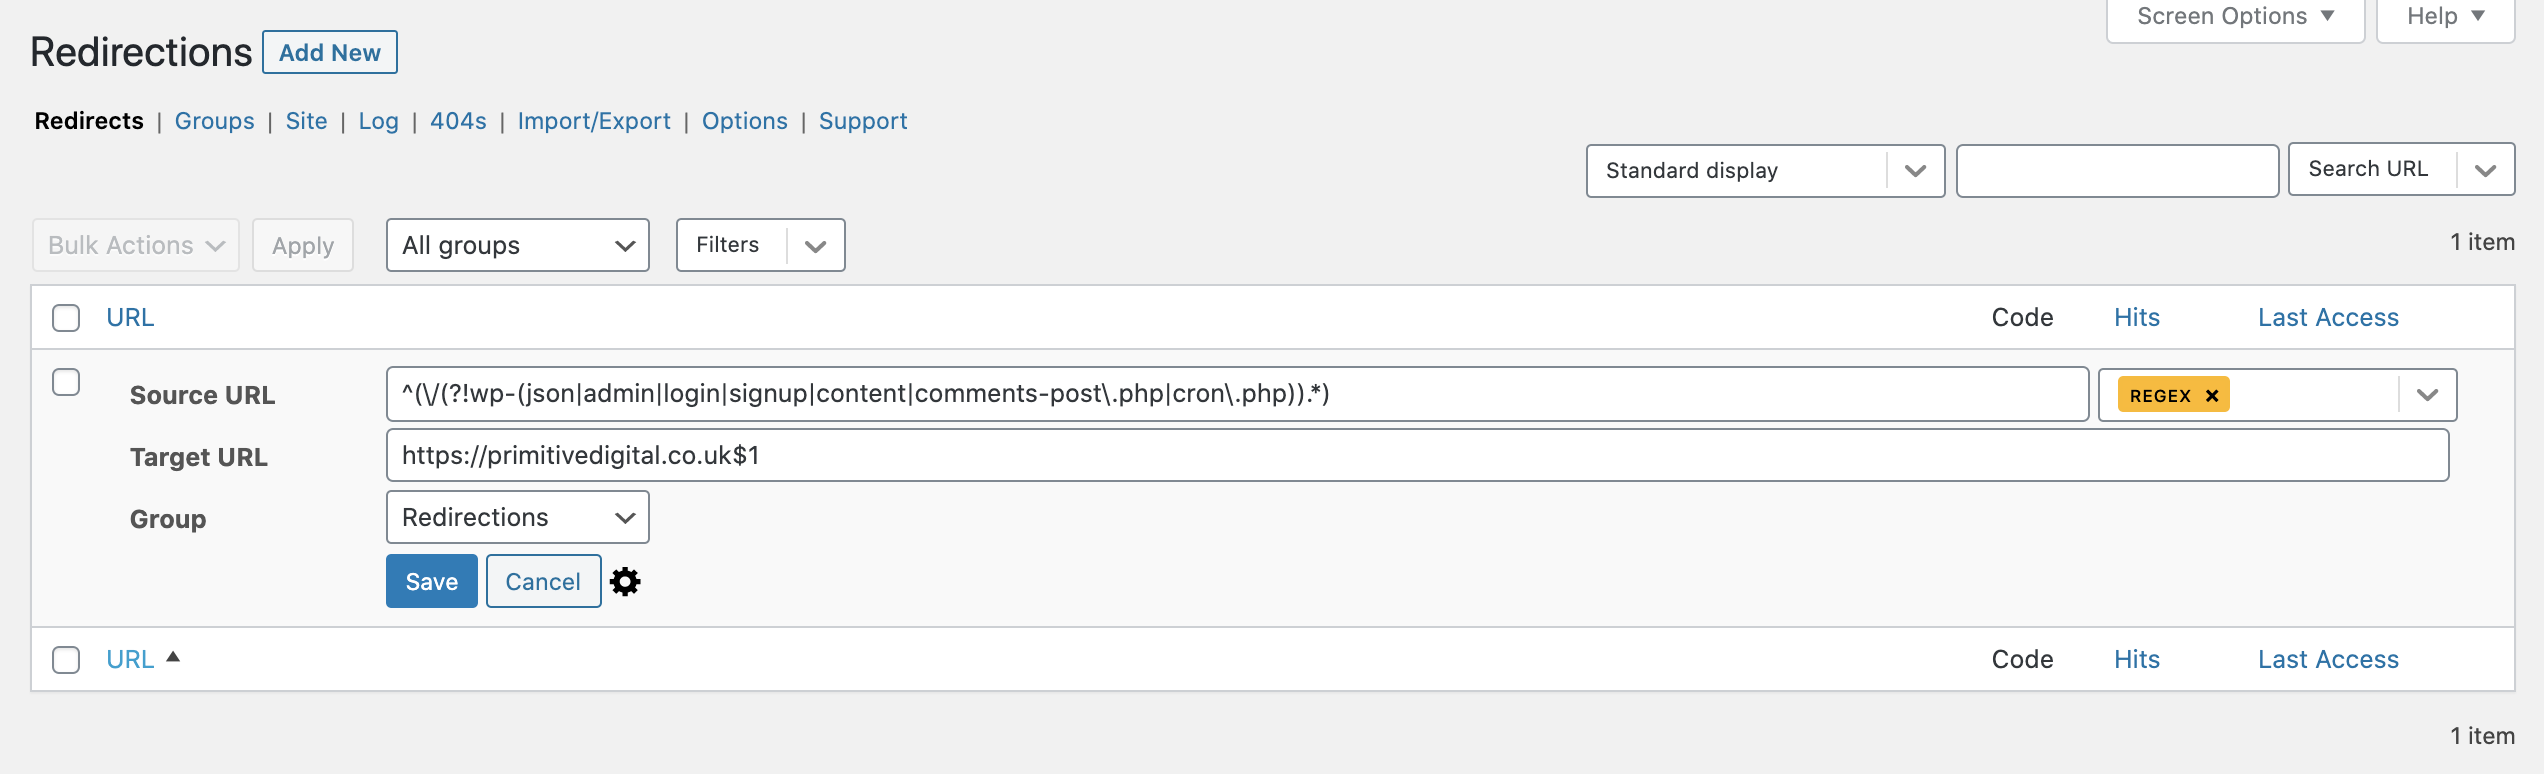 Screen Options ▼ Help ▼
Redirections Add New
Redirects | Groups | Site | Log | 404s | Import/Export | Options | Support
Standard display Search URL
Bulk Actions Apply All groups Filters 1 item
URL Code Hits Last Access
Source URL ^(\/(?!wp-(json|admin|login|signup|content|comments-post\.php|cron\.php)).*) REGEX ×
Target URL https://primitivedigital.co.uk$1
Group Redirections
Save Cancel
URL ▲ Code Hits Last Access
1 item